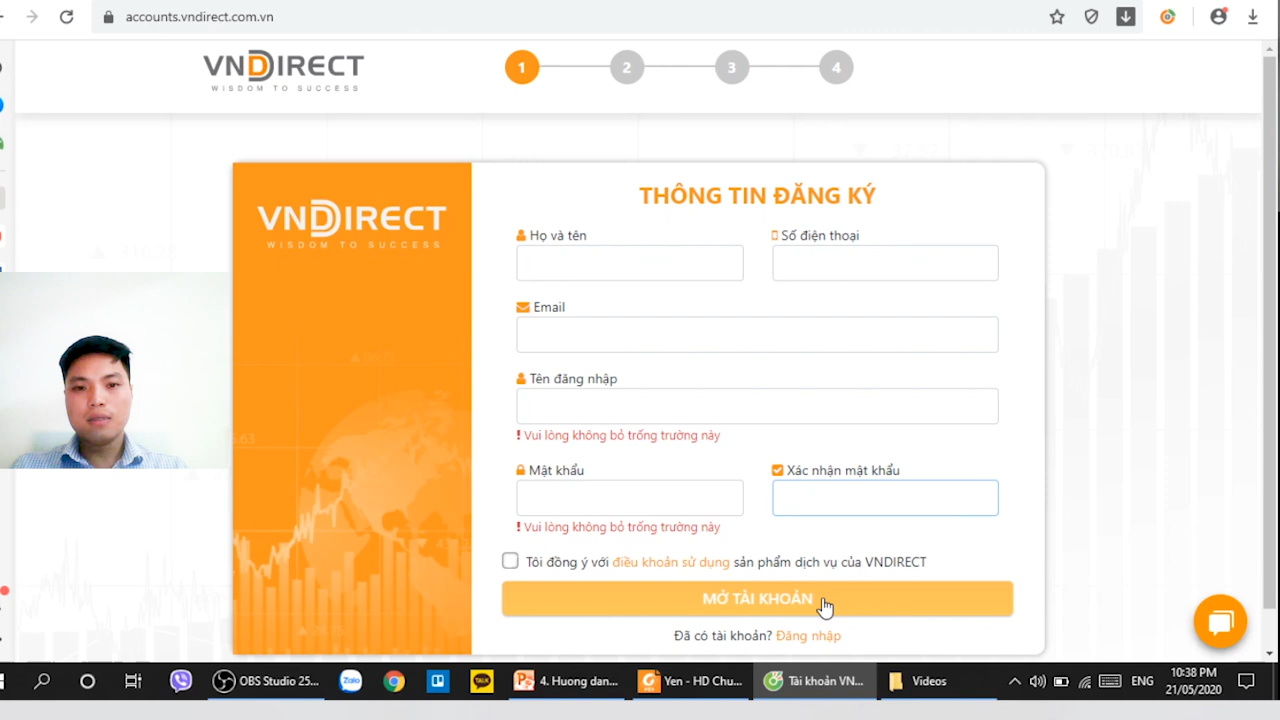 accounts.vndirect.com.vn
VNDIRECT
WISDOM TO SUCCESS
1
2
3
4
VNDIRECT
WISDOM TO SUCCESS
THÔNG TIN ĐĂNG KÝ
Họ và tên
Số điện thoại
Email
Tên đăng nhập
! Vui lòng không bỏ trống trường này
Mật khẩu
Xác nhận mật khẩu
! Vui lòng không bỏ trống trường này
Tôi đồng ý với điều khoản sử dụng sản phẩm dịch vụ của VNDIRECT
MỞ TÀI KHOẢN
Đã có tài khoản? Đăng nhập
OBS Studio 25...
Zalo
TALK
4. Huong dan...
Yen - HD Chu...
Tài khoản VN...
Videos
ENG
10:38 PM
21/05/2020